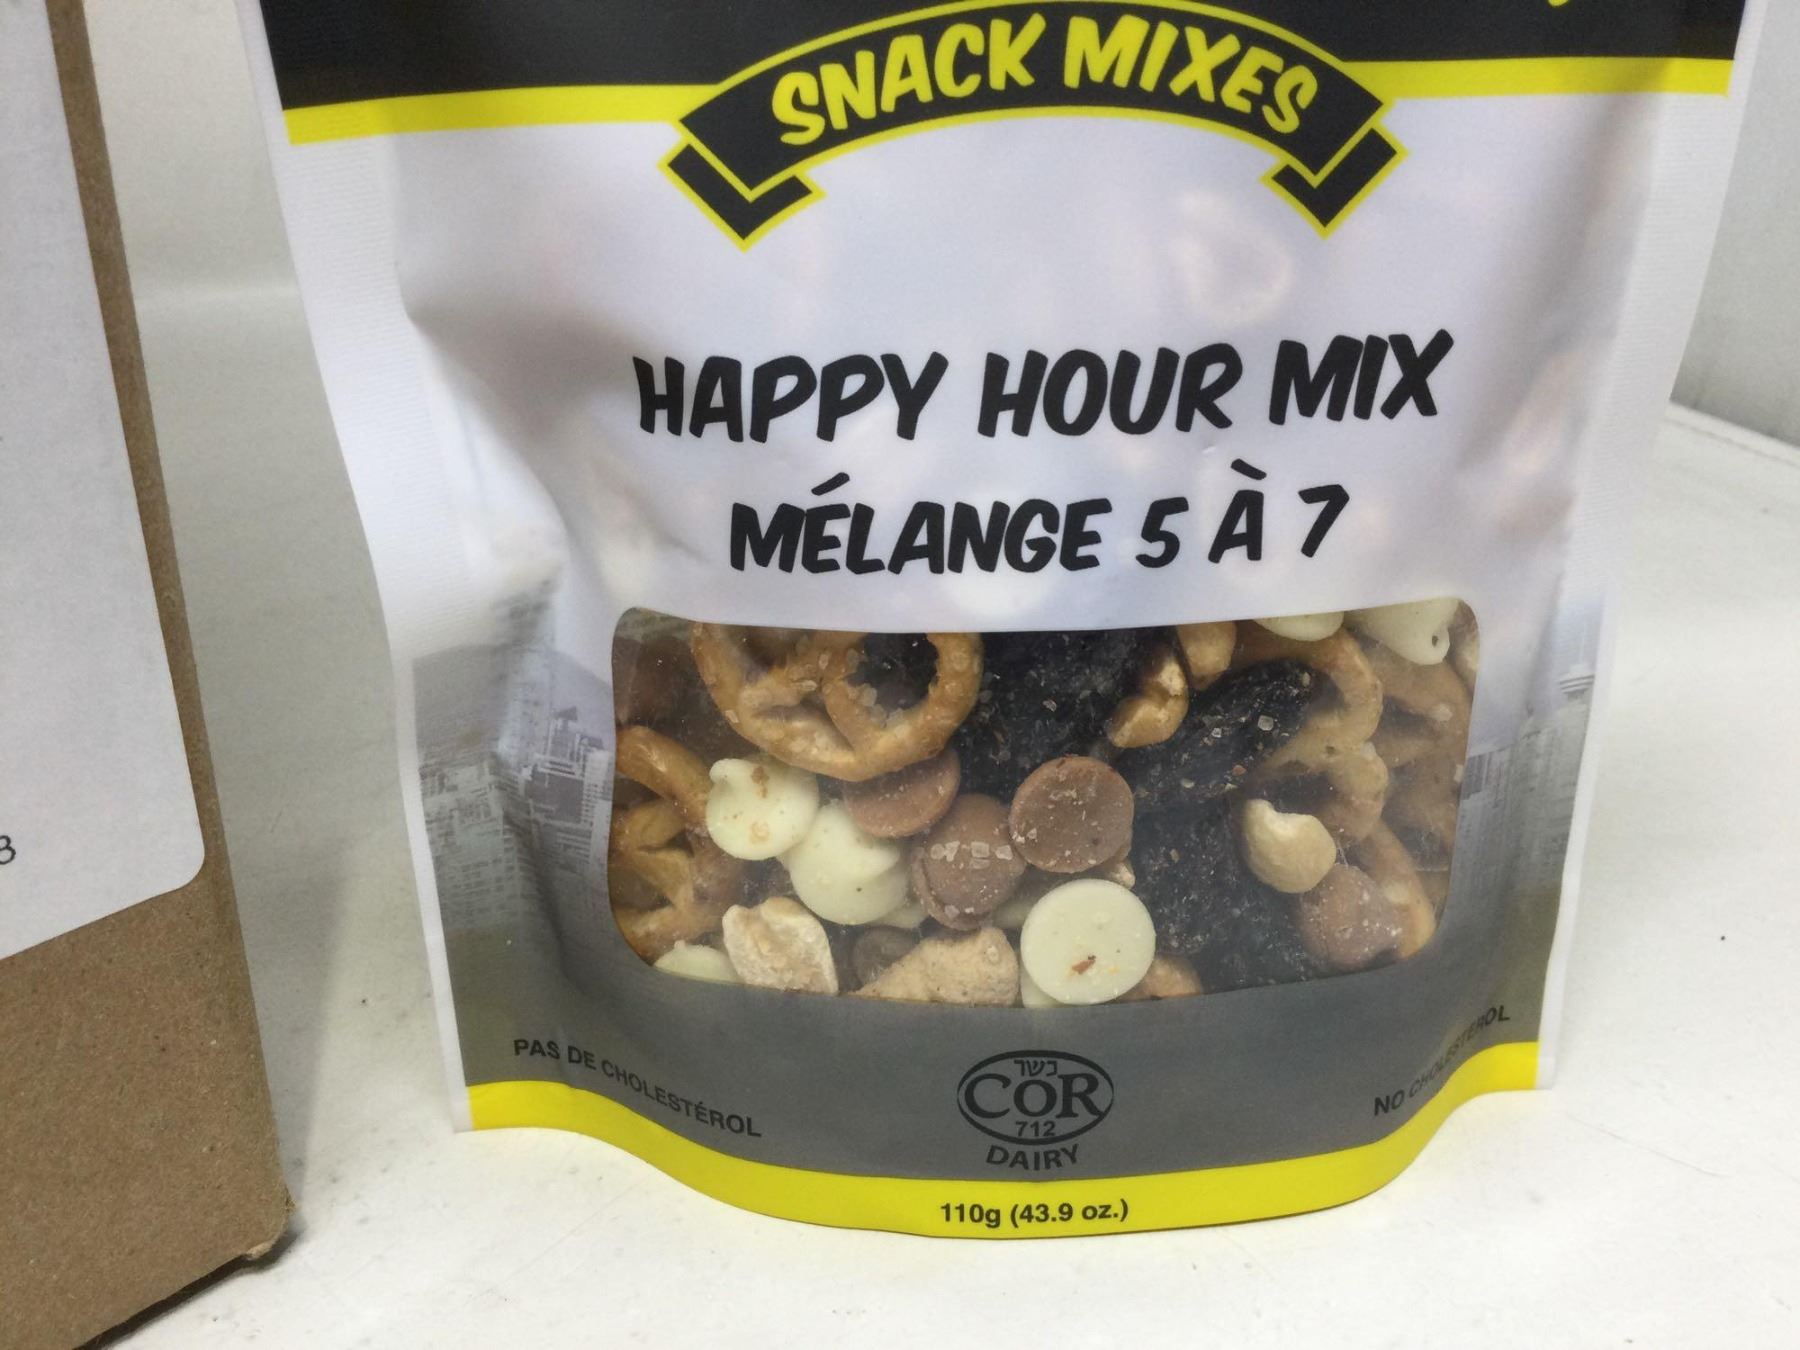 SNACK MIXES
HAPPY HOUR MIX
MÉLANGE 5 À 7
PAS DE CHOLESTÉROL
כשר
COR
712
DAIRY
NO CHOLESTEROL
110g (43.9 oz.)
3